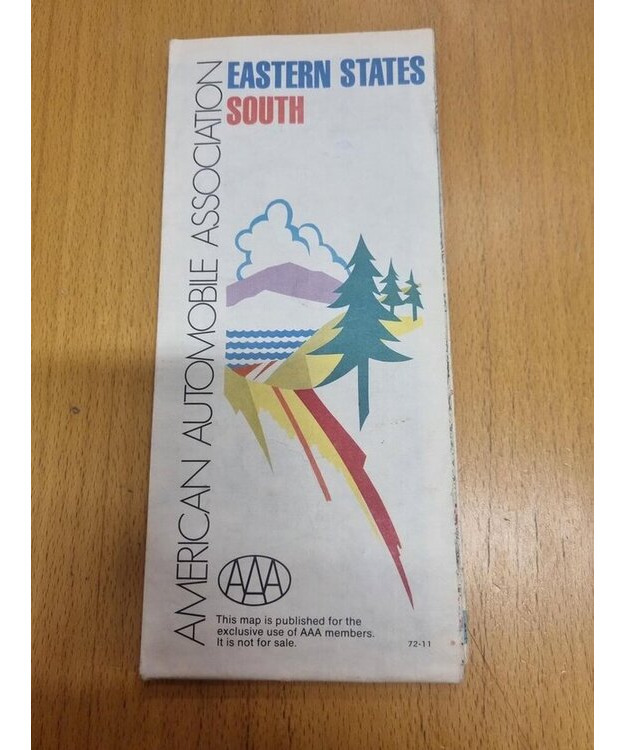 AMERICAN AUTOMOBILE ASSOCIATION
EASTERN STATES
SOUTH
AAA
This map is published for the
exclusive use of AAA members.
It is not for sale.
72-11